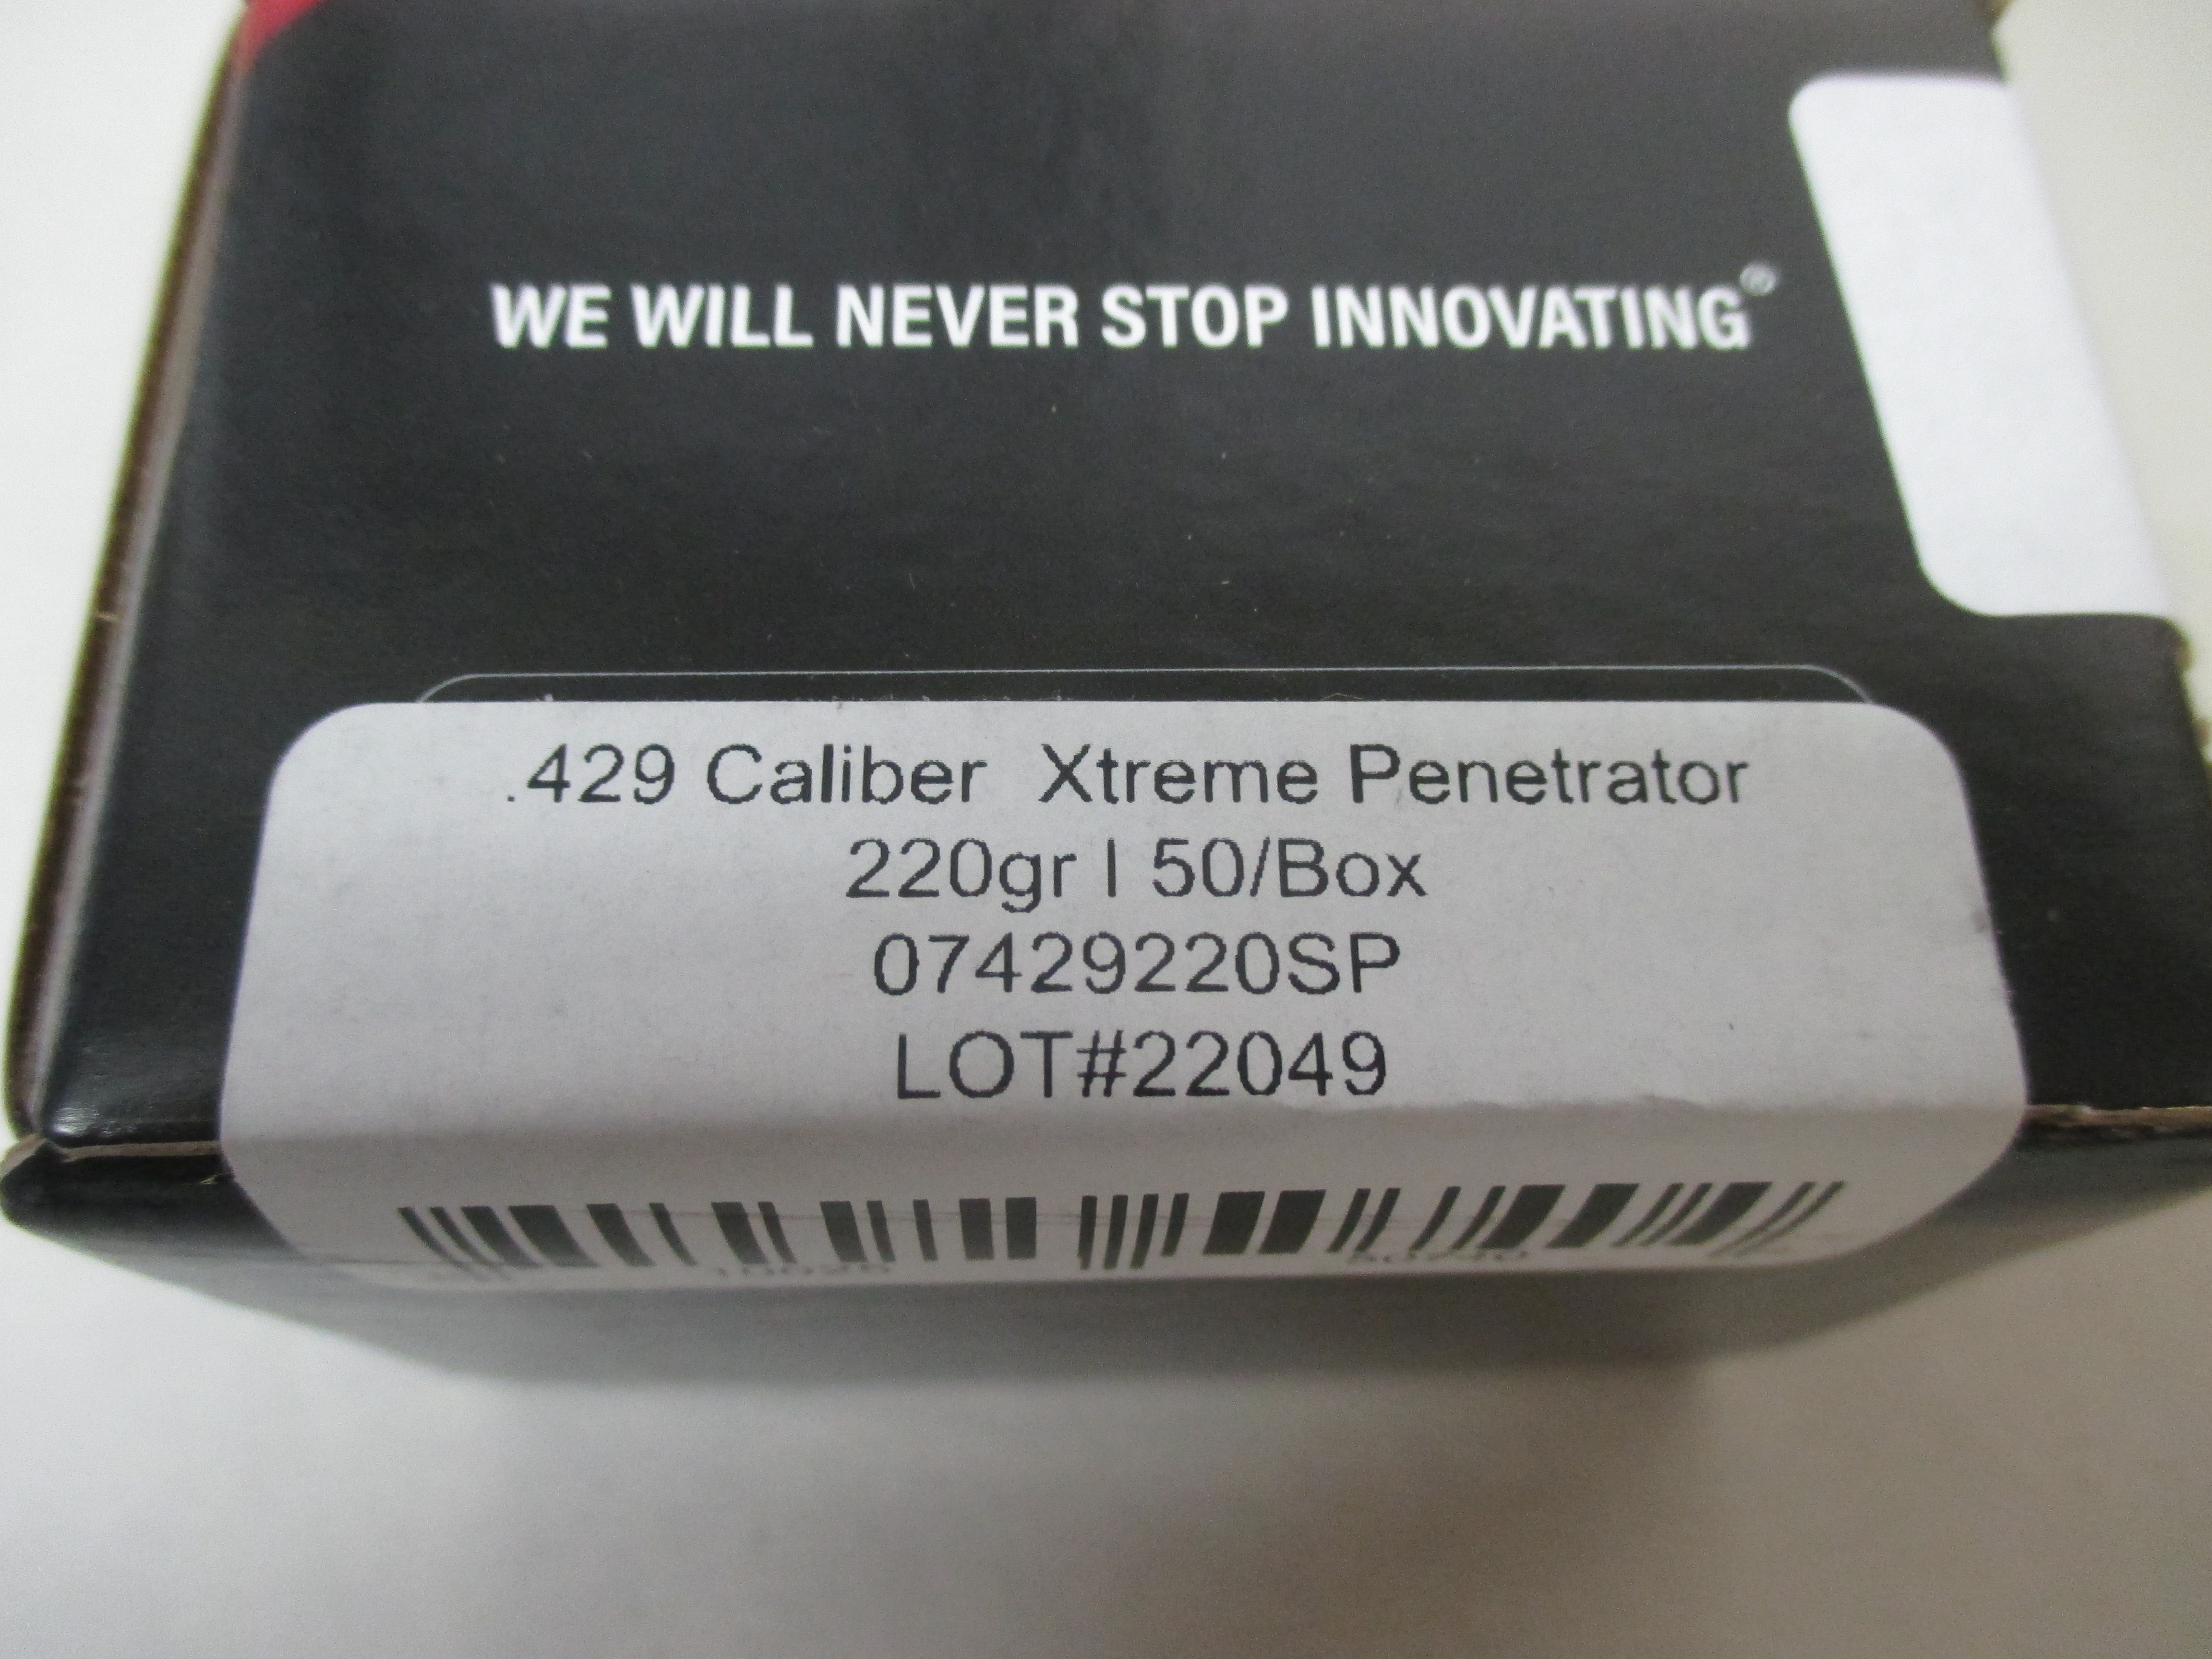 WE WILL NEVER STOP INNOVATING®
.429 Caliber Xtreme Penetrator
220gr | 50/Box
07429220SP
LOT#22049